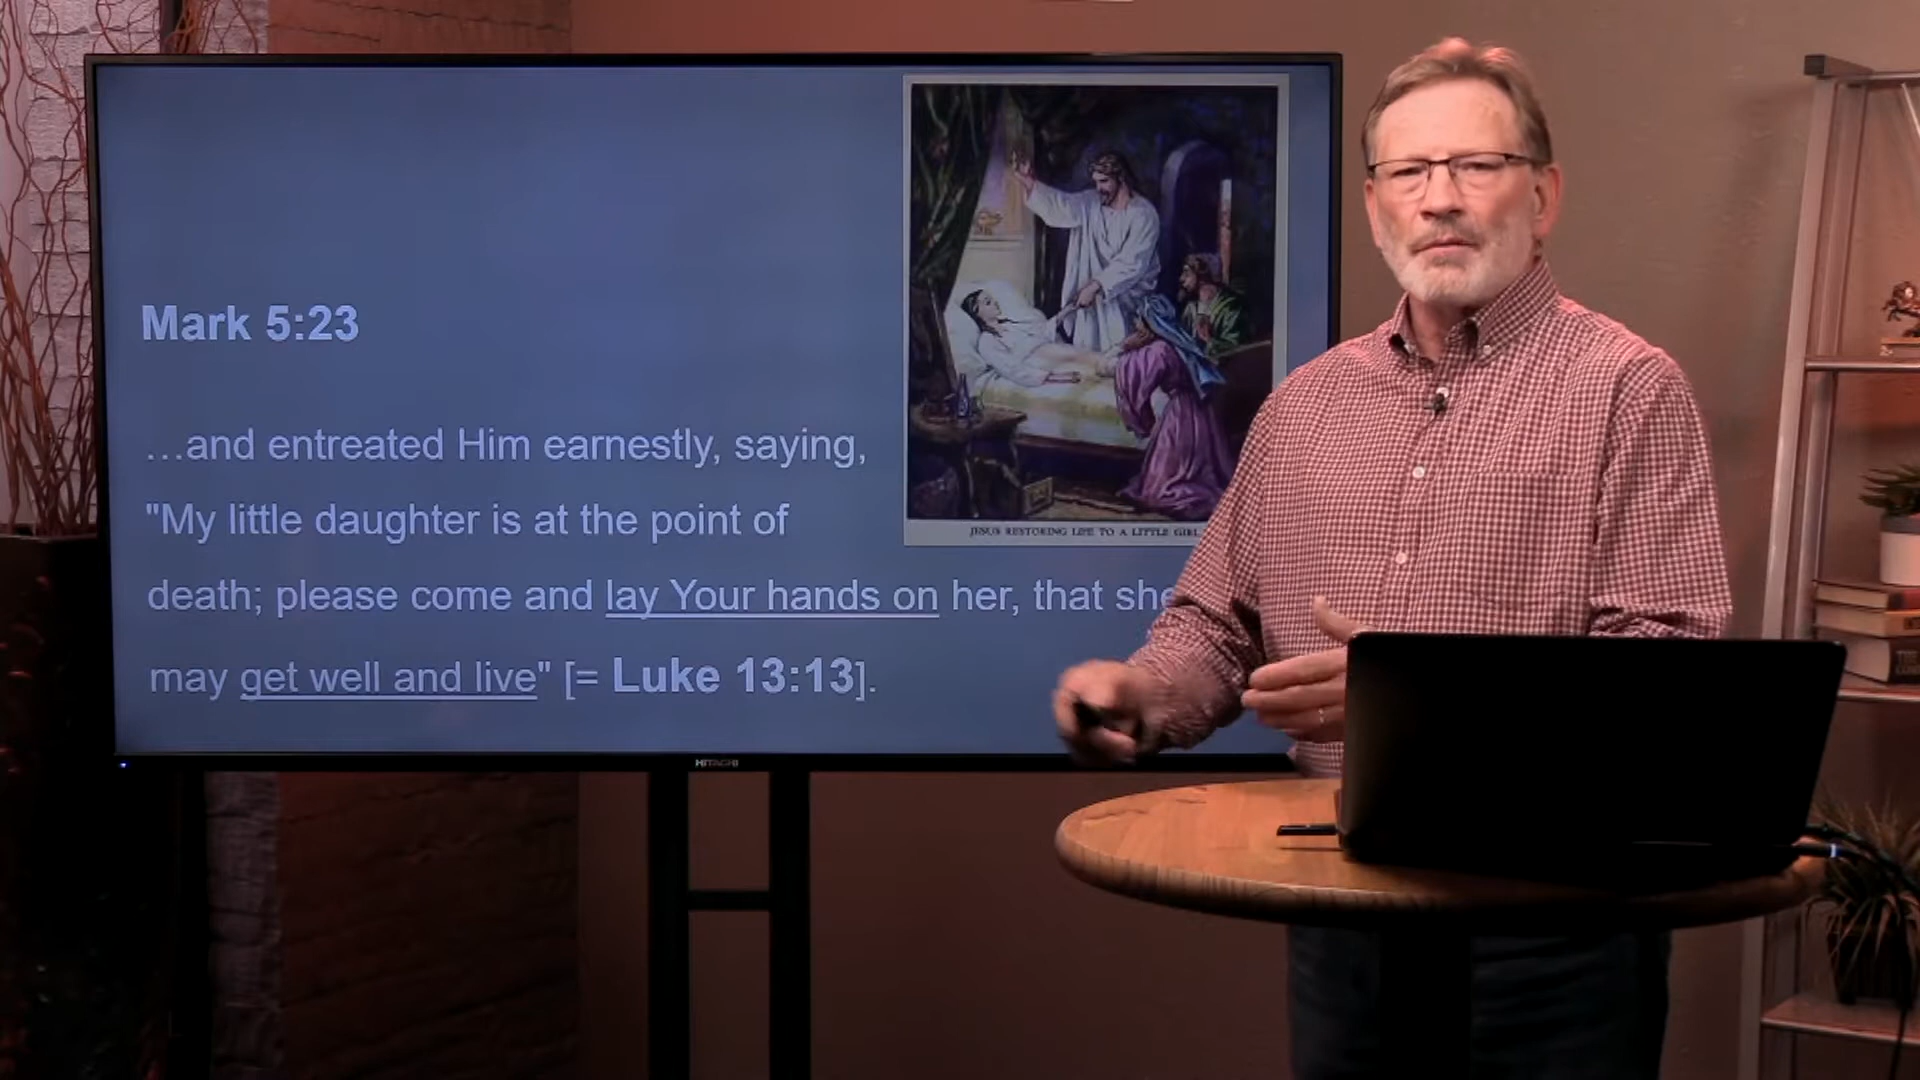 Mark 5:23
…and entreated Him earnestly, saying,
"My little daughter is at the point of
death; please come and lay Your hands on her, that she
may get well and live" [= Luke 13:13].
JESUS RESTORING LIFE TO A LITTLE GIRL
HITACHI
THE